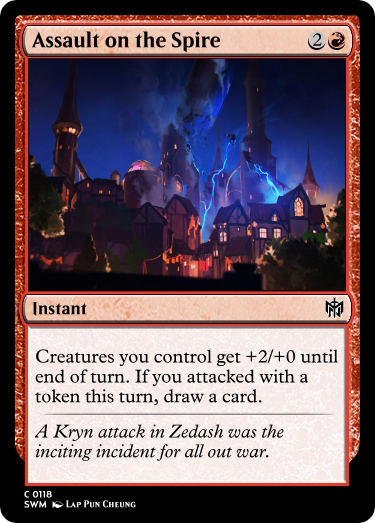 Assault on the Spire 2
Instant
Creatures you control get +2/+0 until
end of turn. If you attacked with a
token this turn, draw a card.
A Kryn attack in Zedash was the
inciting incident for all out war.
C 0118
SWM Lap Pun Cheung